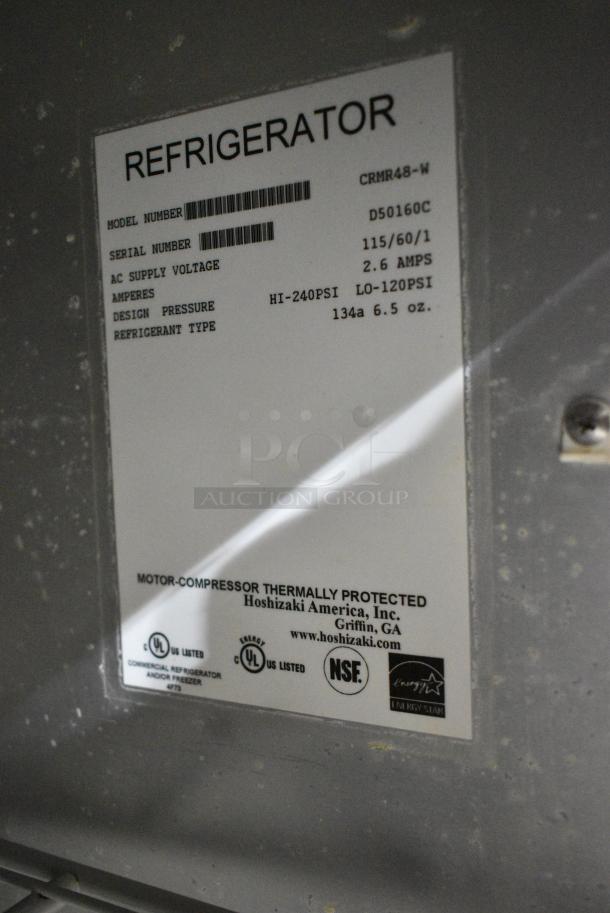 REFRIGERATOR
MODEL NUMBER CRMR48-W
SERIAL NUMBER D50160C
AC SUPPLY VOLTAGE 115/60/1
AMPERES 2.6 AMPS
DESIGN PRESSURE HI-240PSI LO-120PSI
REFRIGERANT TYPE 134a 6.5 oz.
PCI
AUCTION GROUP
MOTOR-COMPRESSOR THERMALLY PROTECTED
Hoshizaki America, Inc.
Griffin, GA
www.hoshizaki.com
C UL US LISTED
COMMERCIAL REFRIGERATOR
AND/OR FREEZER
4P73
ENERGY
C UL US LISTED
NSF.
energy
ENERGY STAR